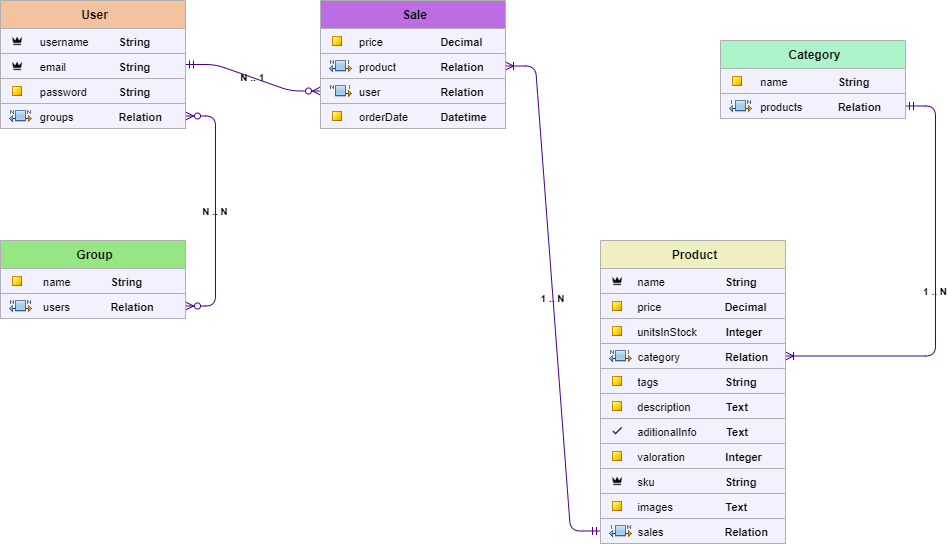 User
username String
email String
password String
groups Relation
Sale
price Decimal
product Relation
user Relation
orderDate Datetime
Category
name String
products Relation
N .. 1
N .. N
Group
name String
users Relation
1 .. N
Product
name String
price Decimal
unitsInStock Integer
category Relation
tags String
description Text
aditionalInfo Text
valoration Integer
sku String
images Text
sales Relation
1 .. N